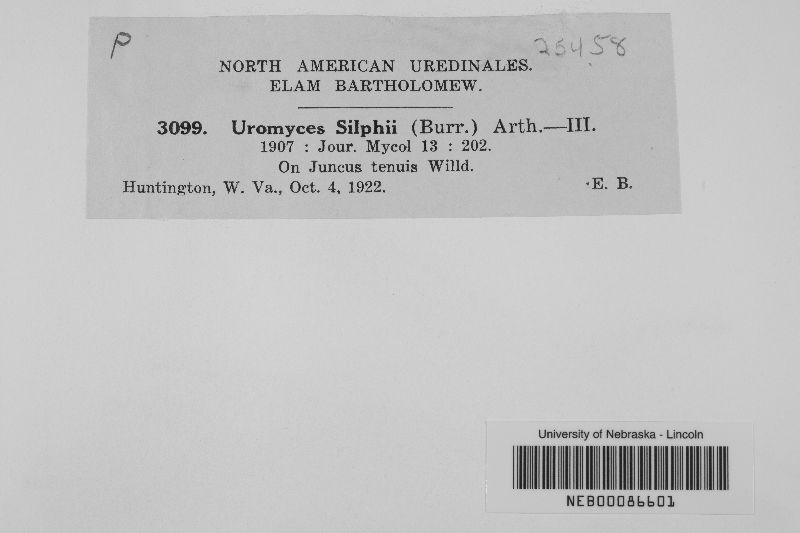 P
25458
NORTH AMERICAN UREDINALES.
ELAM BARTHOLOMEW.
3099. Uromyces Silphii (Burr.) Arth.—III.
1907 : Jour. Mycol 13 : 202.
On Juncus tenuis Willd.
Huntington, W. Va., Oct. 4, 1922. E. B.
University of Nebraska - Lincoln
NEB00086601